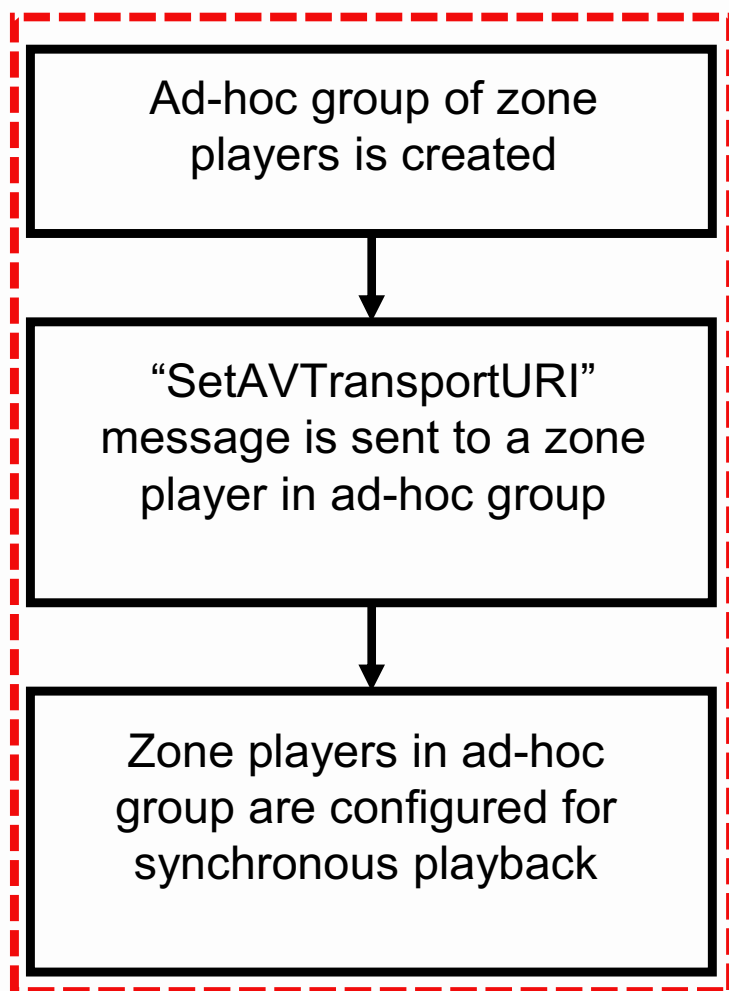 Ad-hoc group of zone
players is created
“SetAVTransportURI”
message is sent to a zone
player in ad-hoc group
Zone players in ad-hoc
group are configured for
synchronous playback